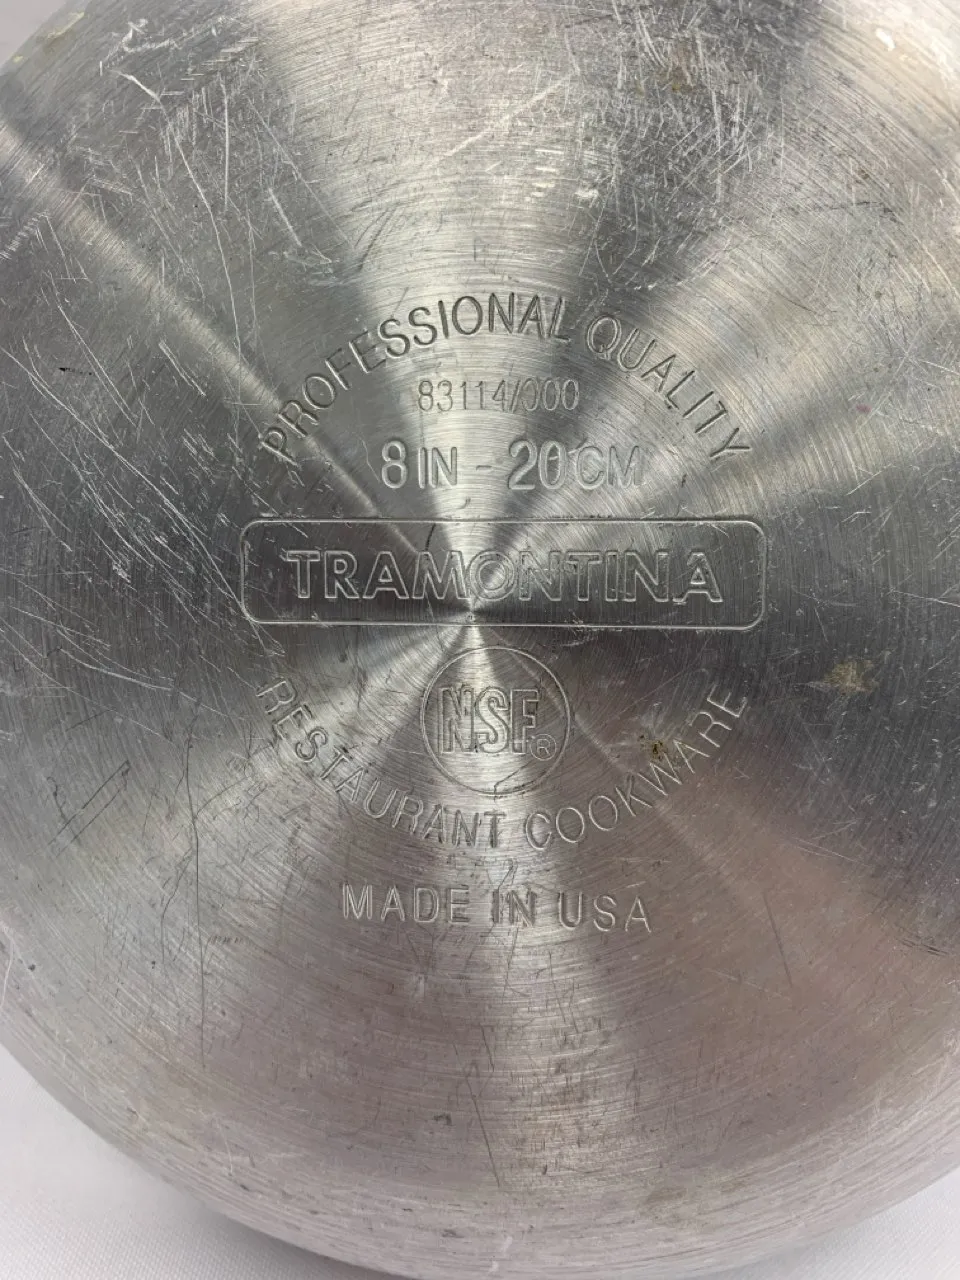 PROFESSIONAL QUALITY
83114/000
8 IN - 20 CM
TRAMONTINA
NSF®
RESTAURANT COOKWARE
MADE IN USA